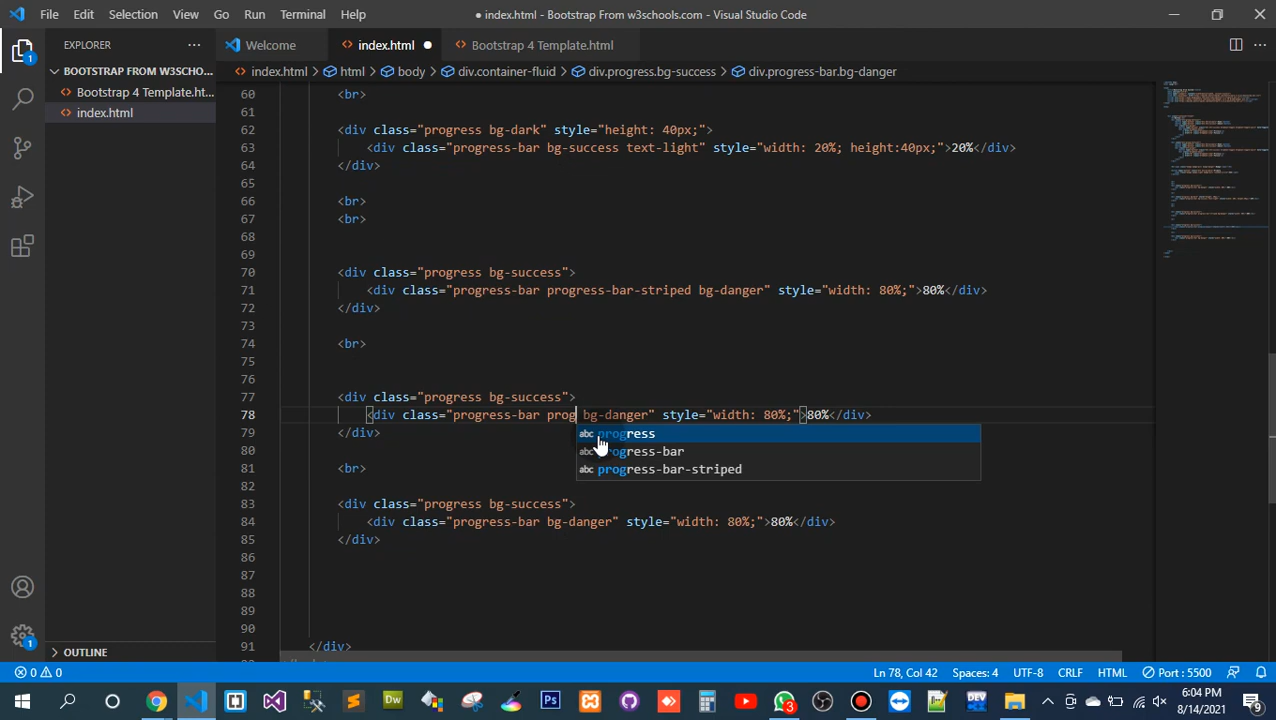 File Edit Selection View Go Run Terminal Help
● index.html - Bootstrap From w3schools.com - Visual Studio Code
EXPLORER
Welcome
index.html
Bootstrap 4 Template.html
BOOTSTRAP FROM W3SCHO...
Bootstrap 4 Template.ht...
index.html
index.html > html > body > div.container-fluid > div.progress.bg-success > div.progress-bar.bg-danger
60 <br>
61
62 <div class="progress bg-dark" style="height: 40px;">
63 <div class="progress-bar bg-success text-light" style="width: 20%; height:40px;">20%</div>
64 </div>
65
66 <br>
67 <br>
68
69
70 <div class="progress bg-success">
71 <div class="progress-bar progress-bar-striped bg-danger" style="width: 80%;">80%</div>
72 </div>
73
74 <br>
75
76
77 <div class="progress bg-success">
78 <div class="progress-bar prog bg-danger" style="width: 80%;">80%</div>
79 </div>
abc progress
abc progress-bar
abc progress-bar-striped
80
81 <br>
82
83 <div class="progress bg-success">
84 <div class="progress-bar bg-danger" style="width: 80%;">80%</div>
85 </div>
86
87
88
89
90
91 </div>
OUTLINE
0 0
Ln 78, Col 42 Spaces: 4 UTF-8 CRLF HTML Port : 5500
6:04 PM
8/14/2021